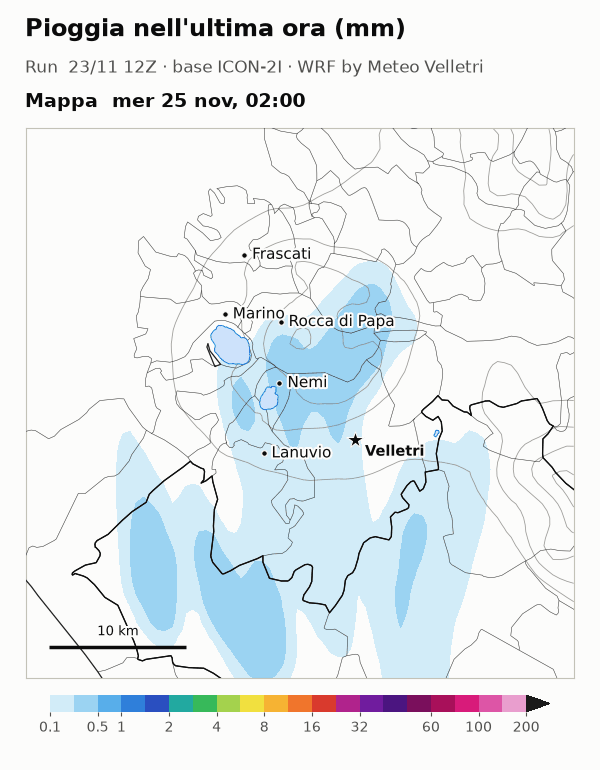 Pioggia nell'ultima ora (mm)
Run  23/11 12Z · base ICON-2I · WRF by Meteo Velletri
Mappa  mer 25 nov, 02:00
Frascati
Marino
Rocca di Papa
Nemi
Velletri
Lanuvio
10 km
0.1 0.5 1 2 4 8 16 32 60 100 200